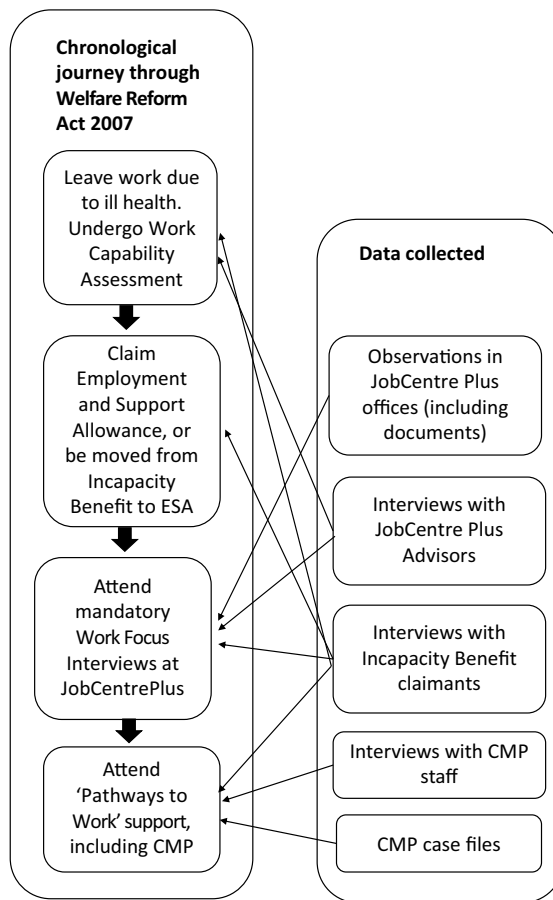 Chronological
journey through
Welfare Reform
Act 2007
Leave work due
to ill health.
Undergo Work
Capability
Assessment
Claim
Employment
and Support
Allowance, or
be moved from
Incapacity
Benefit to ESA
Attend
mandatory
Work Focus
Interviews at
JobCentrePlus
Attend
‘Pathways to
Work’ support,
including CMP
Data collected
Observations in
JobCentre Plus
offices (including
documents)
Interviews with
JobCentre Plus
Advisors
Interviews with
Incapacity Benefit
claimants
Interviews with CMP
staff
CMP case files